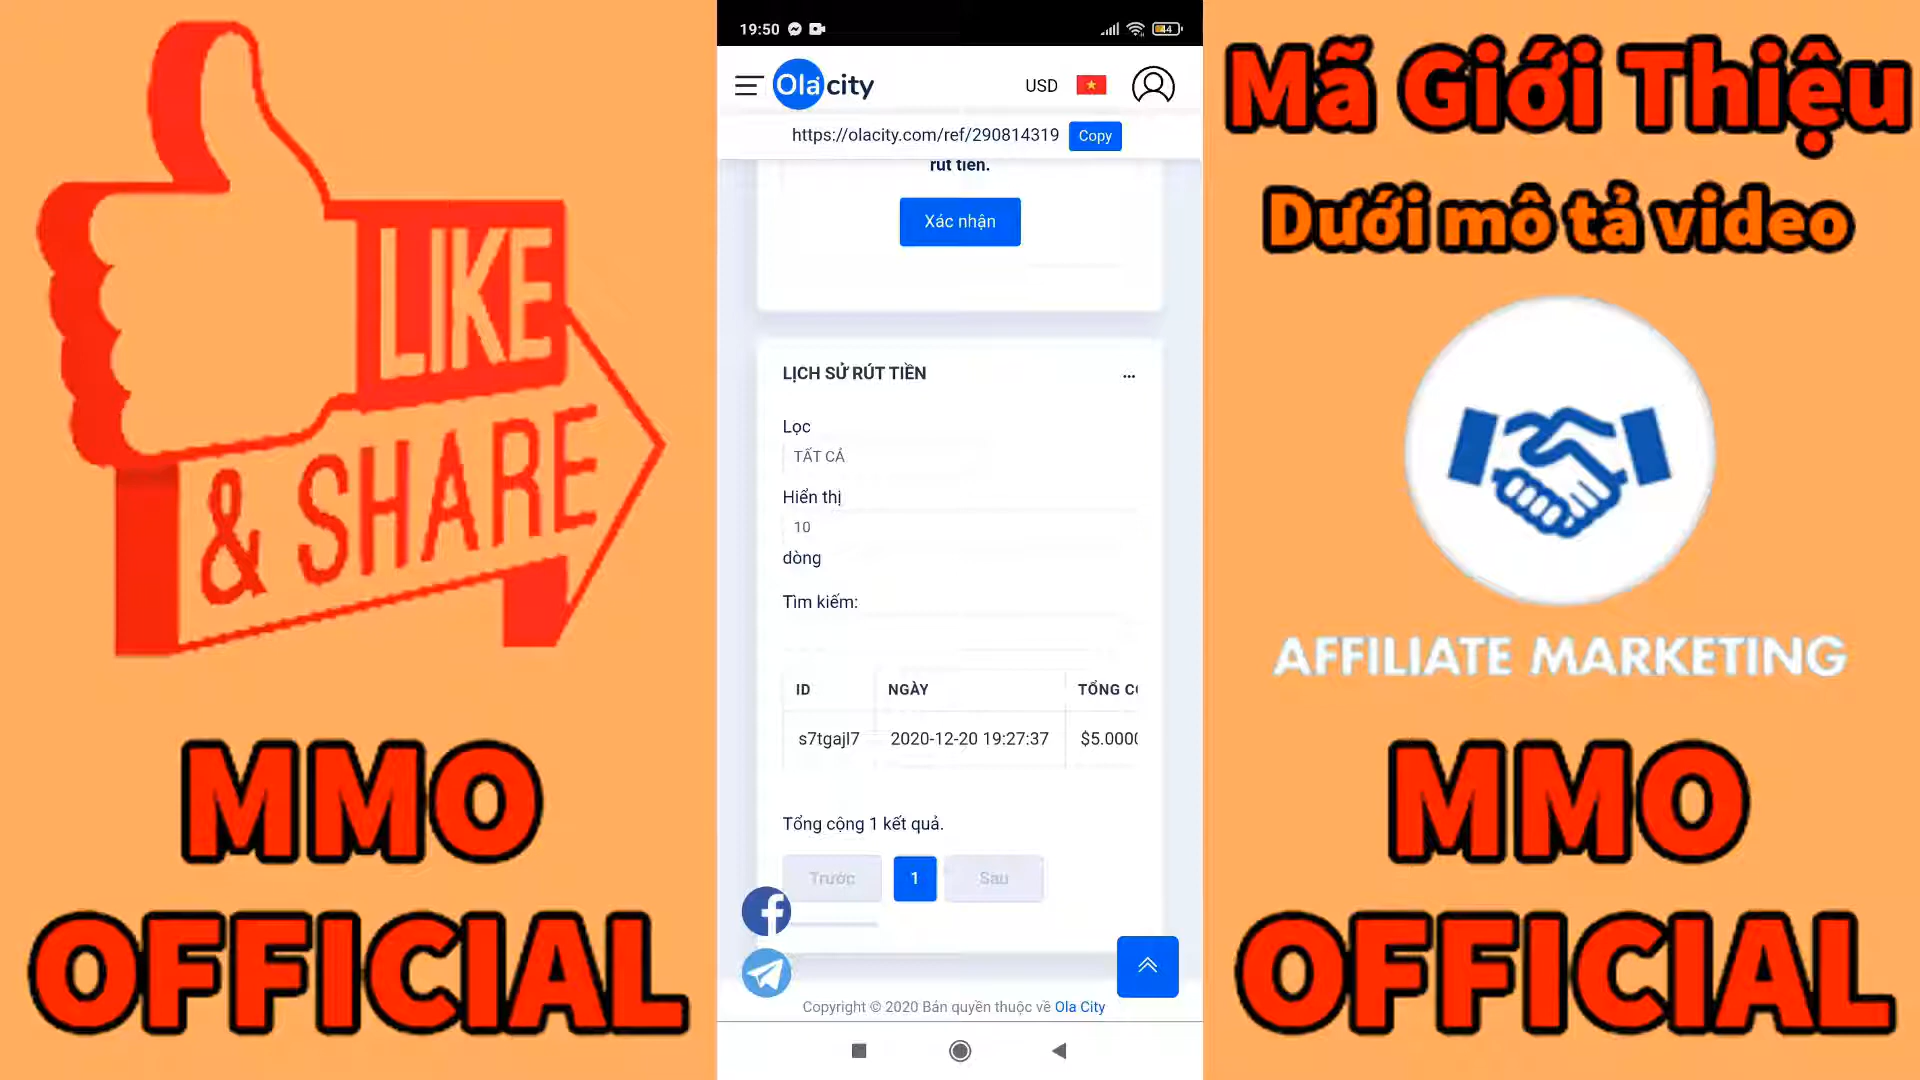 LIKE
& SHARE
MMO
OFFICIAL
19:50
44
Ola city
USD
https://olacity.com/ref/290814319 Copy
rút tiền.
Xác nhận
LỊCH SỬ RÚT TIỀN ...
Lọc
TẤT CẢ
Hiển thị
10
dòng
Tìm kiếm:
ID NGÀY
s7tgajl7 2020-12-20 19:27:37
Tổng cộng 1 kết quả.
Trước 1 Sau
Copyright © 2020 Bản quyền thuộc về Ola City
Mã Giới Thiệu
Dưới mô tả video
AFFILIATE MARKETING
MMO
OFFICIAL